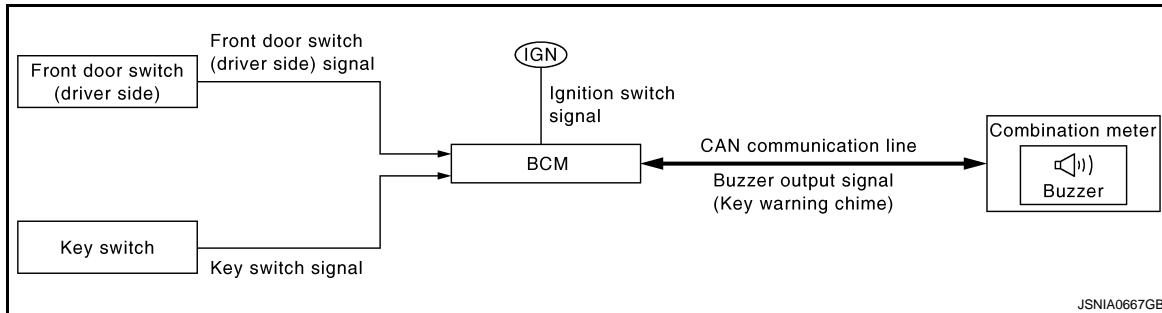 Front door switch
(driver side) signal
Front door switch
(driver side)
IGN
Ignition switch
signal
BCM
CAN communication line
Buzzer output signal
(Key warning chime)
Combination meter
Buzzer
Key switch
Key switch signal
JSNIA0667GB